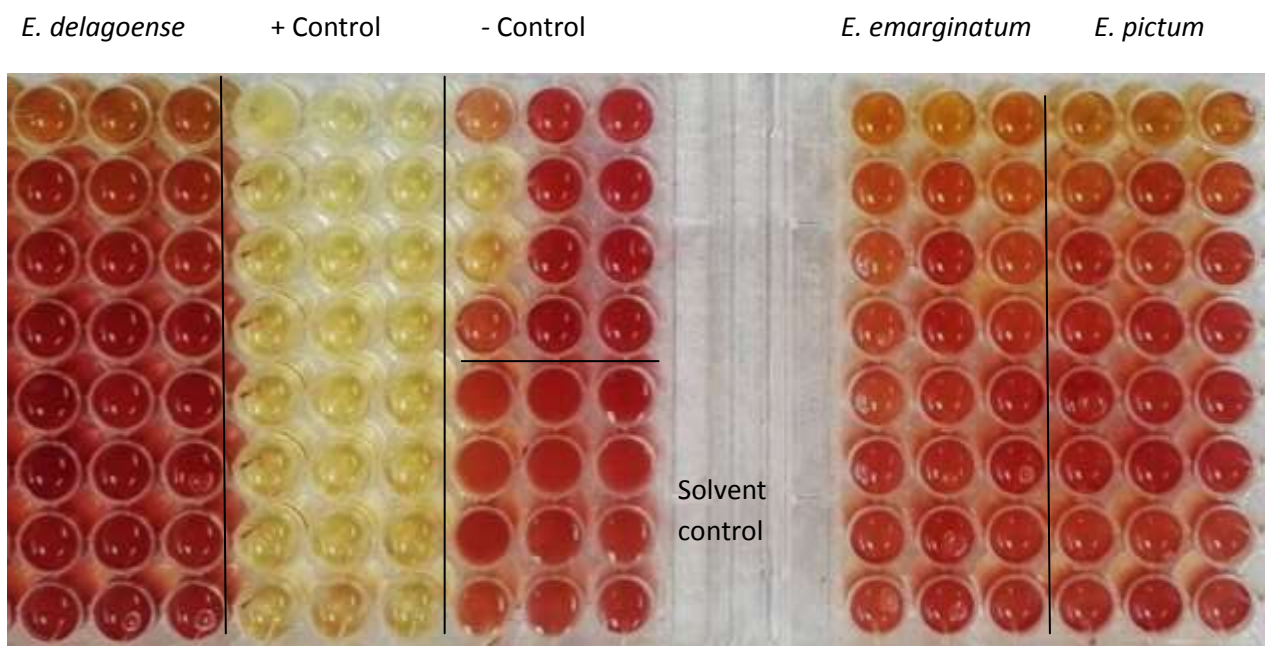 E. delagoense + Control - Control E. emarginatum E. pictum
Solvent
control